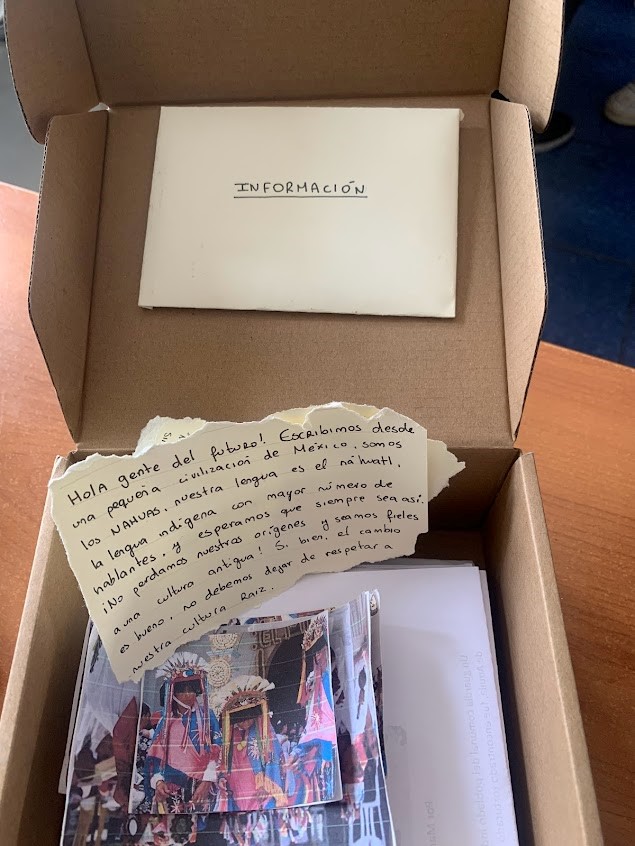 INFORMACIÓN
HOLA gente del futuro! Escribimos desde
una pequeña civilización de México, somos
los NAHUAS, nuestra lengua es el náhuatl,
la lengua indígena con mayor número de
hablantes, y esperamos que siempre sea así.
¡No perdamos nuestros orígenes y seamos fieles
a una cultura antigua! Si bien, el cambio
es bueno, no debemos dejar de respetar a
nuestra cultura RAIZ.